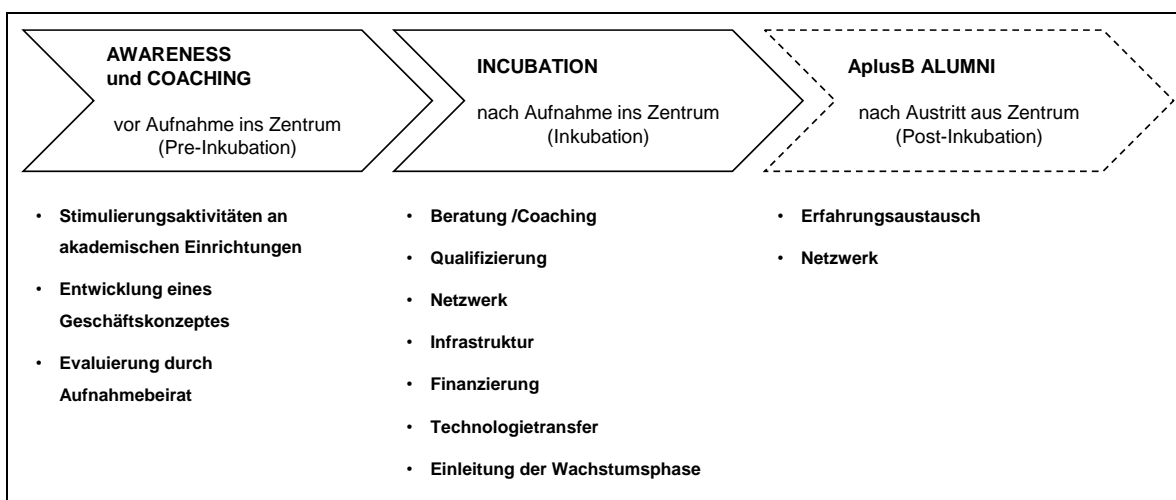 AWARENESS
und COACHING
vor Aufnahme ins Zentrum
(Pre-Inkubation)
• Stimulierungsaktivitäten an
akademischen Einrichtungen
• Entwicklung eines
Geschäftskonzeptes
• Evaluierung durch
Aufnahmebeirat
INCUBATION
nach Aufnahme ins Zentrum
(Inkubation)
• Beratung /Coaching
• Qualifizierung
• Netzwerk
• Infrastruktur
• Finanzierung
• Technologietransfer
• Einleitung der Wachstumsphase
AplusB ALUMNI
nach Austritt aus Zentrum
(Post-Inkubation)
• Erfahrungsaustausch
• Netzwerk